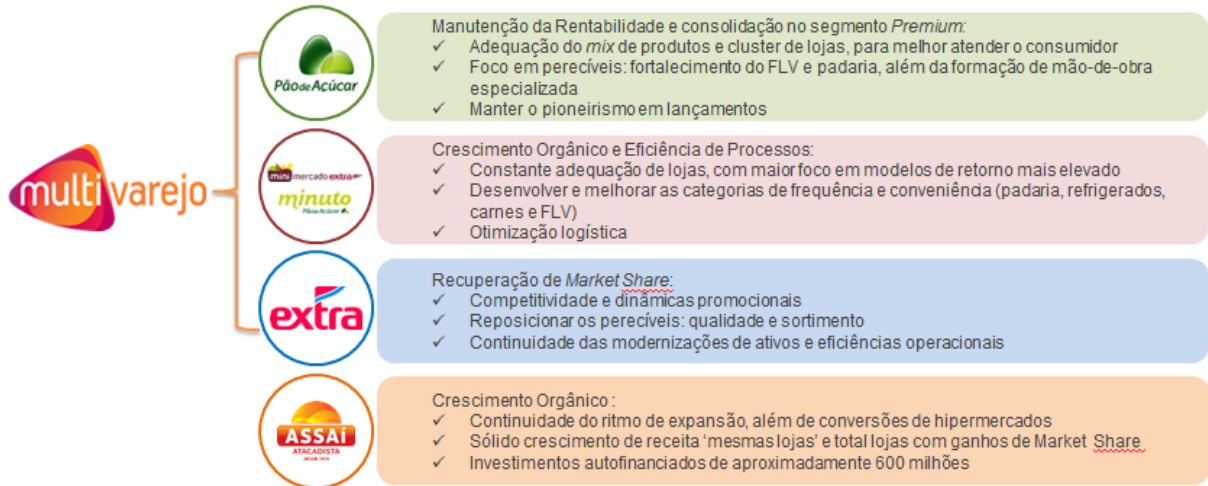 multivarejo
Pão de Açúcar
Manutenção da Rentabilidade e consolidação no segmento Premium:
✓ Adequação do mix de produtos e cluster de lojas, para melhor atender o consumidor
✓ Foco em perecíveis: fortalecimento do FLV e padaria, além da formação de mão-de-obra
especializada
✓ Manter o pioneirismo em lançamentos
mini mercado extra
minuto
Pão de Açúcar
Crescimento Orgânico e Eficiência de Processos:
✓ Constante adequação de lojas, com maior foco em modelos de retorno mais elevado
✓ Desenvolver e melhorar as categorias de frequência e conveniência (padaria, refrigerados,
carnes e FLV)
✓ Otimização logística
extra
Recuperação de Market Share:
✓ Competitividade e dinâmicas promocionais
✓ Reposicionar os perecíveis: qualidade e sortimento
✓ Continuidade das modernizações de ativos e eficiências operacionais
ASSAÍ
ATACADISTA
DESDE 1974
Crescimento Orgânico :
✓ Continuidade do ritmo de expansão, além de conversões de hipermercados
✓ Sólido crescimento de receita ‘mesmas lojas’ e total lojas com ganhos de Market Share
✓ Investimentos autofinanciados de aproximadamente 600 milhões